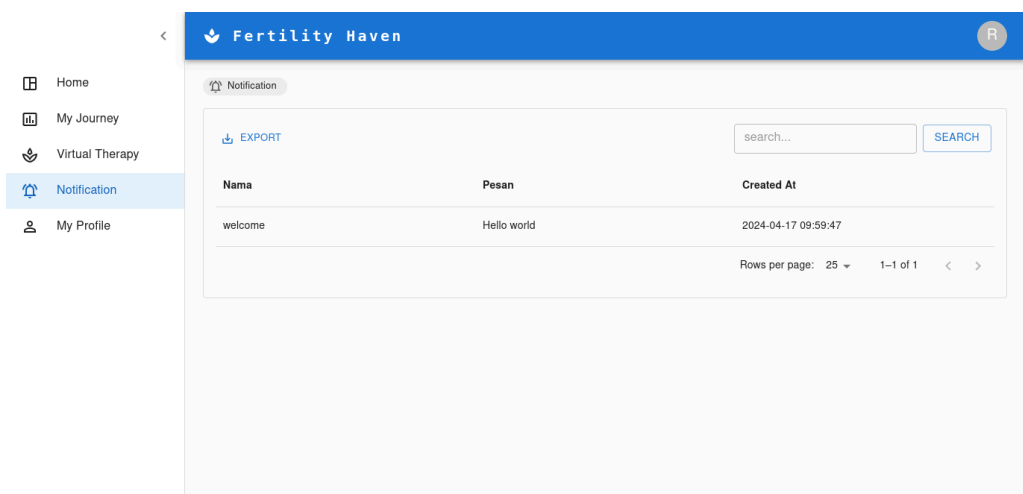 Fertility Haven
R
Home
My Journey
Virtual Therapy
Notification
My Profile
Notification
EXPORT
search...
SEARCH
Nama Pesan Created At
welcome Hello world 2024-04-17 09:59:47
Rows per page: 25 1–1 of 1